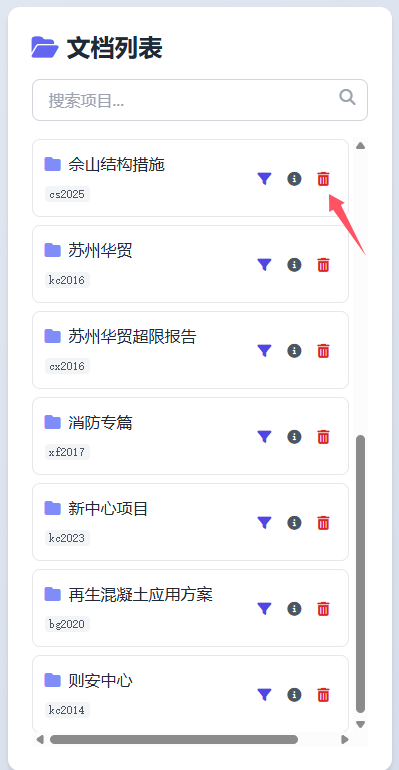 文档列表
搜索项目...
佘山结构措施
cs2025
苏州华贸
kc2016
苏州华贸超限报告
cx2016
消防专篇
xf2017
新中心项目
kc2023
再生混凝土应用方案
bg2020
则安中心
kc2014